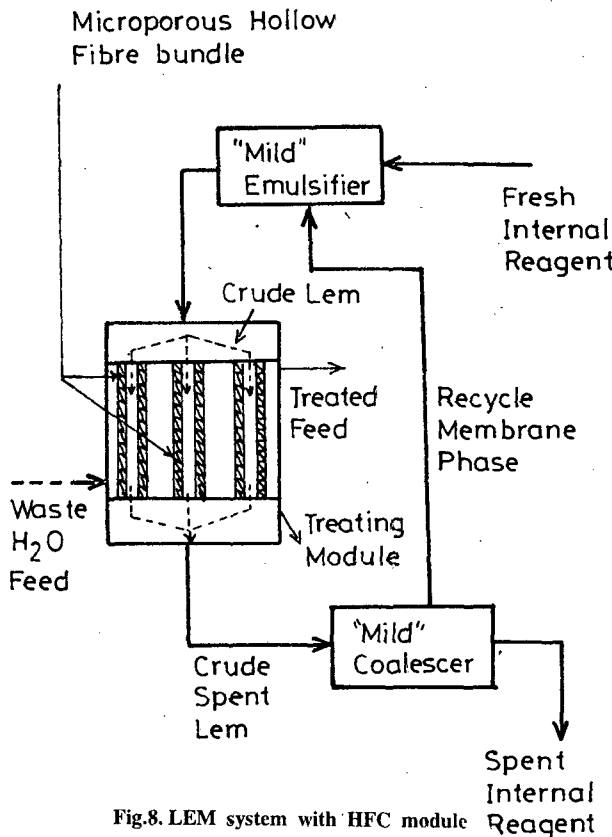 Microporous Hollow
Fibre bundle
"Mild"
Emulsifier
Fresh
Internal
Reagent
Crude Lem
Treated
Feed
Recycle
Membrane
Phase
Waste
H₂O
Feed
Treating
Module
"Mild"
Coalescer
Crude
Spent
Lem
Spent
Internal
Reagent
Fig.8. LEM system with HFC module